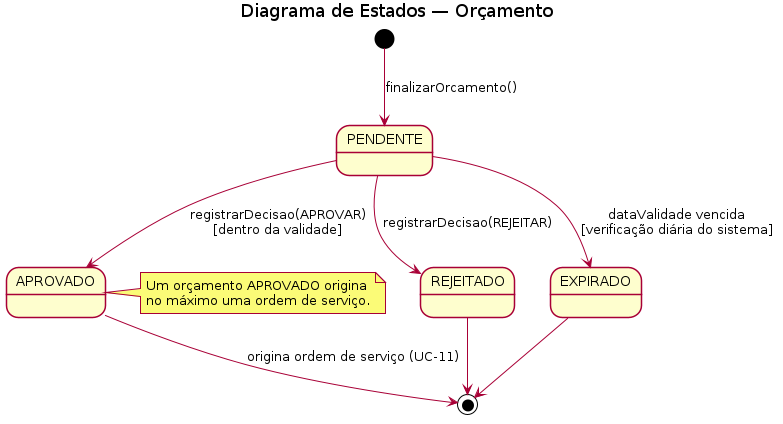 Diagrama de Estados — Orçamento
finalizarOrcamento()
PENDENTE
registrarDecisao(APROVAR)
[dentro da validade]
registrarDecisao(REJEITAR)
dataValidade vencida
[verificação diária do sistema]
APROVADO
Um orçamento APROVADO origina
no máximo uma ordem de serviço.
REJEITADO
EXPIRADO
origina ordem de serviço (UC-11)